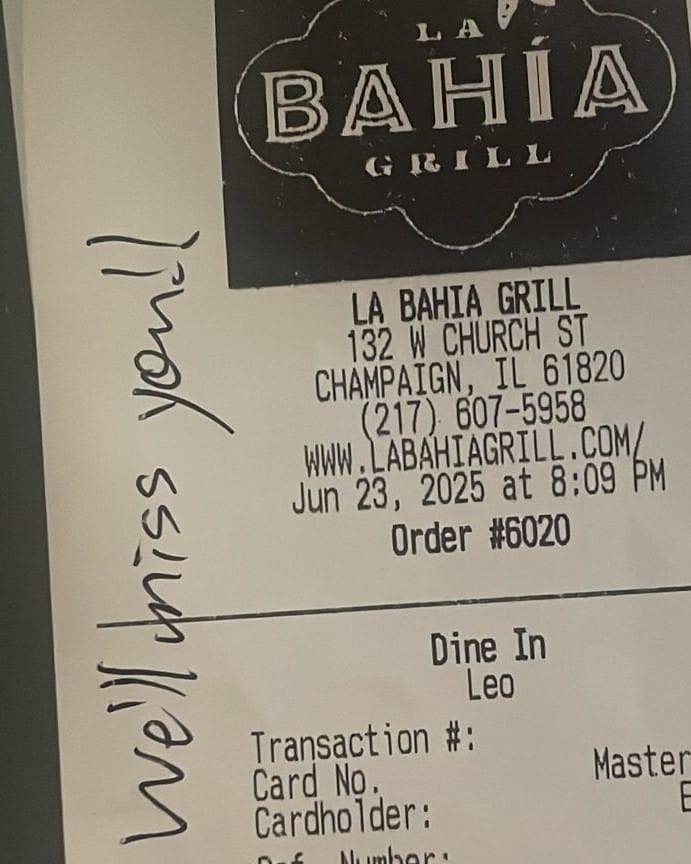 LA
BAHÍA
GRILL
LA BAHIA GRILL
132 W CHURCH ST
CHAMPAIGN, IL 61820
(217) 607-5958
WWW.LABAHIAGRILL.COM/
Jun 23, 2025 at 8:09 PM
Order #6020
Dine In
Leo
Transaction #:
Card No. Master
Cardholder: E
Number:
We'll miss you!!